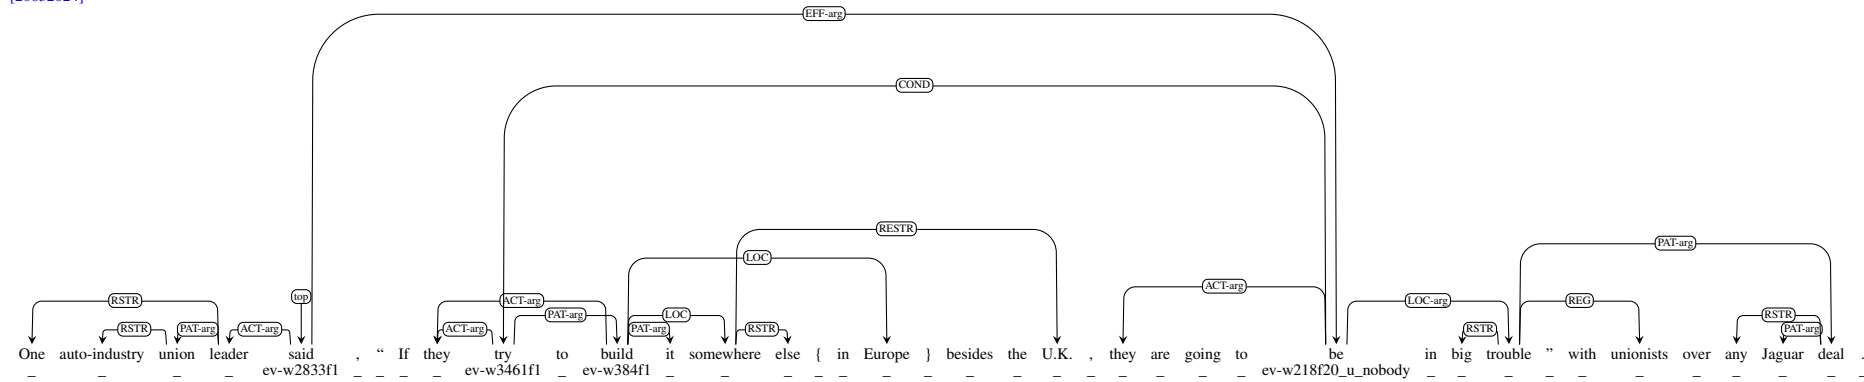 EFF-arg
COND
RESTR
PAT-arg
LOC
ACT-arg
top
RSTR ACT-arg LOC-arg REG
PAT-arg LOC RSTR
RSTR PAT-arg ACT-arg ACT-arg PAT-arg RSTR RSTR PAT-arg
One auto-industry union leader said , “ If they try to build it somewhere else { in Europe } besides the U.K. , they are going to be in big trouble ” with unionists over any Jaguar deal .
_ _ _ _ ev-w2833f1 _ _ _ _ ev-w3461f1 _ ev-w384f1 _ _ _ _ _ _ _ _ _ _ _ _ _ _ _ ev-w218f20_u_nobody _ _ _ _ _ _ _ _ _ _ _